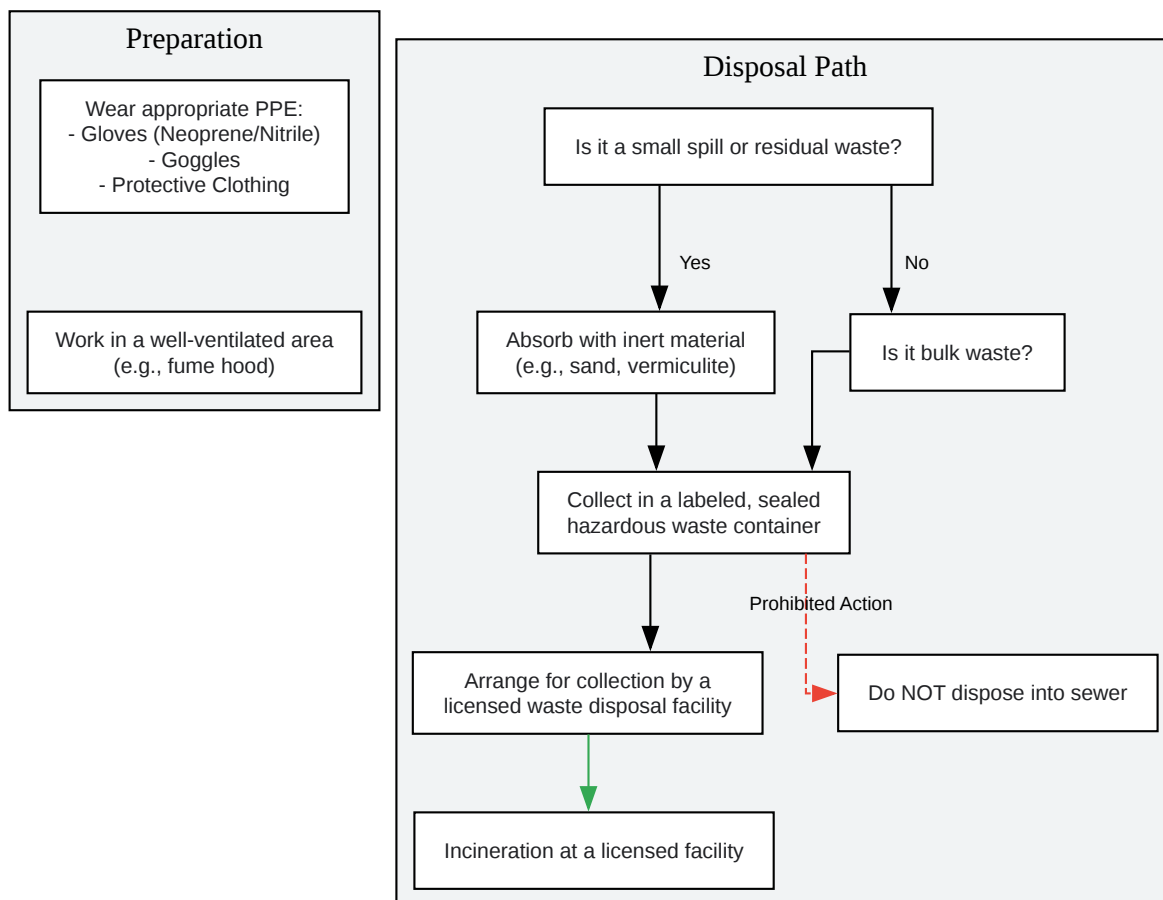 Preparation
Wear appropriate PPE:
- Gloves (Neoprene/Nitrile)
- Goggles
- Protective Clothing
Work in a well-ventilated area
(e.g., fume hood)
Disposal Path
Is it a small spill or residual waste?
Yes
No
Absorb with inert material
(e.g., sand, vermiculite)
Is it bulk waste?
Collect in a labeled, sealed
hazardous waste container
Prohibited Action
Arrange for collection by a
licensed waste disposal facility
Do NOT dispose into sewer
Incineration at a licensed facility